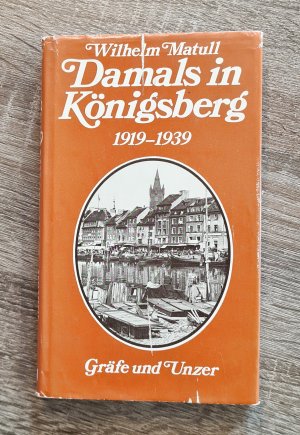 Wilhelm Matull
Damals in
Königsberg
1919–1939
Gräfe und Unzer